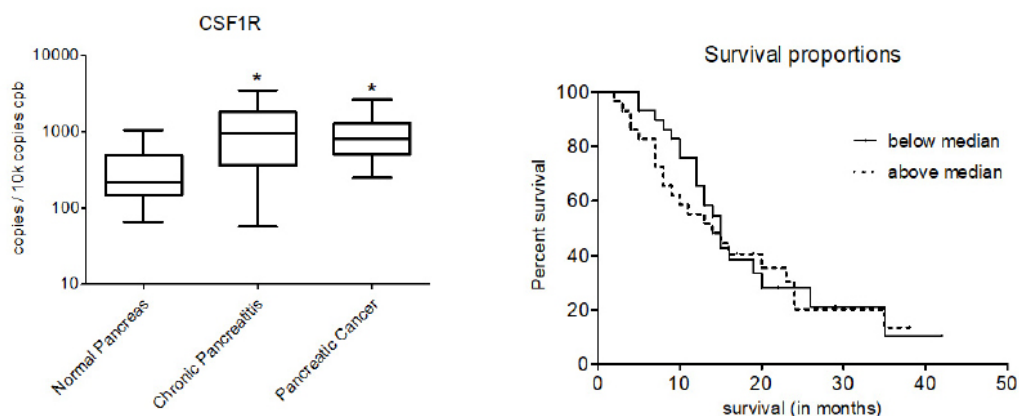 CSF1R
copies / 10k copies cpb
10000
1000
100
10
*
*
Normal Pancreas
Chronic Pancreatitis
Pancreatic Cancer
Survival proportions
Percent survival
100
80
60
40
20
0
below median
above median
0 10 20 30 40 50
survival (in months)